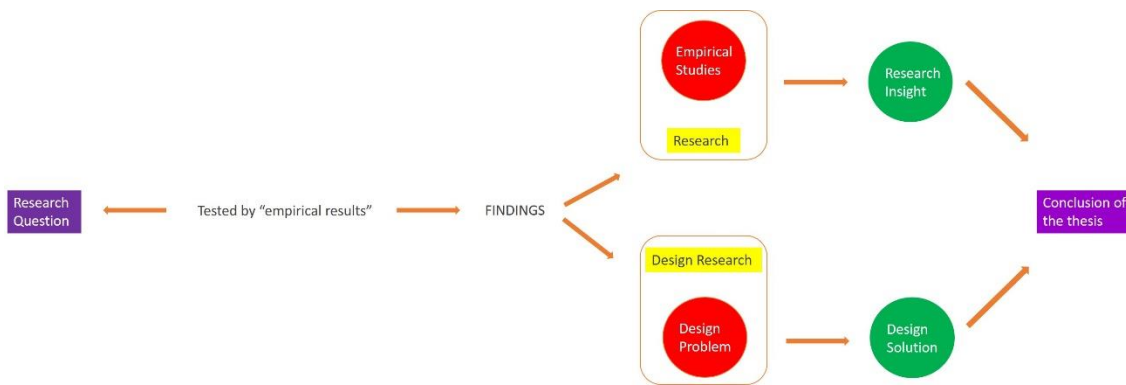 Research
Question
Tested by “empirical results”
FINDINGS
Empirical
Studies
Research
Research
Insight
Design Research
Design
Problem
Design
Solution
Conclusion of
the thesis